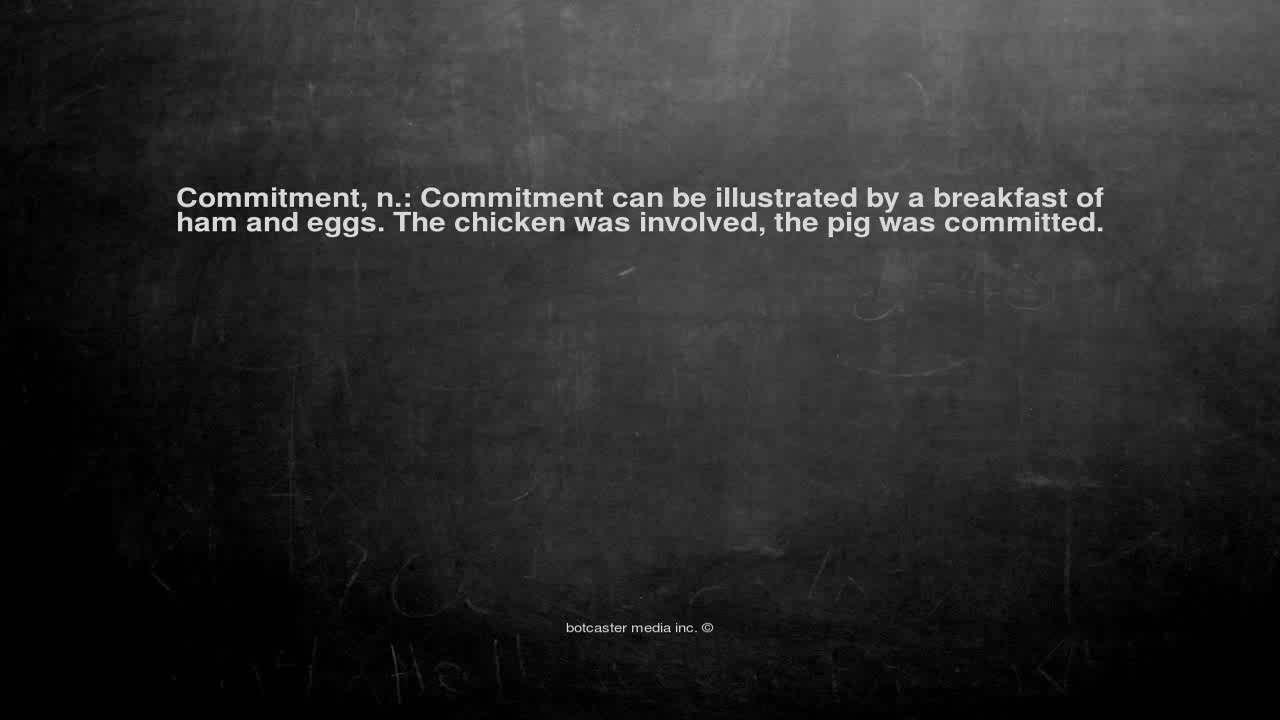 Commitment, n.: Commitment can be illustrated by a breakfast of
ham and eggs. The chicken was involved, the pig was committed.
botcaster media inc. ©